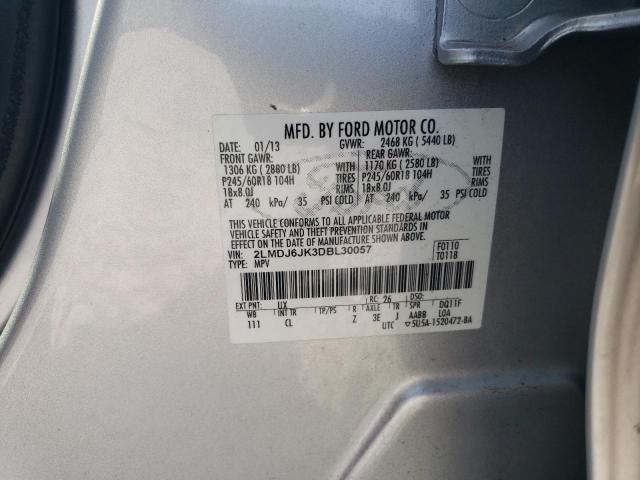 MFD. BY FORD MOTOR CO.
DATE: 01/13 GVWR: 2468 KG ( 5440 LB)
FRONT GAWR: REAR GAWR:
1306 KG ( 2880 LB) WITH 1170 KG ( 2580 LB) WITH
P245/60R18 104H TIRES P245/60R18 104H TIRES
18x8.0J RIMS 18x8.0J RIMS
AT 240 kPa/ 35 PSI COLD AT 240 kPa/ 35 PSI COLD
THIS VEHICLE CONFORMS TO ALL APPLICABLE FEDERAL MOTOR
VEHICLE SAFETY AND THEFT PREVENTION STANDARDS IN
EFFECT ON THE DATE OF MANUFACTURE SHOWN ABOVE.
VIN: 2LMDJ6JK3DBL30057 F0110
TYPE: MPV T0118
EXT PNT: UX RC: 26 DSO:
WB INT TR TP/PS R AXLE TR SPR DQ11F
111 CL Z 3E J AABB LOA
UTC ▽5U5A-1520472-BA
Ford